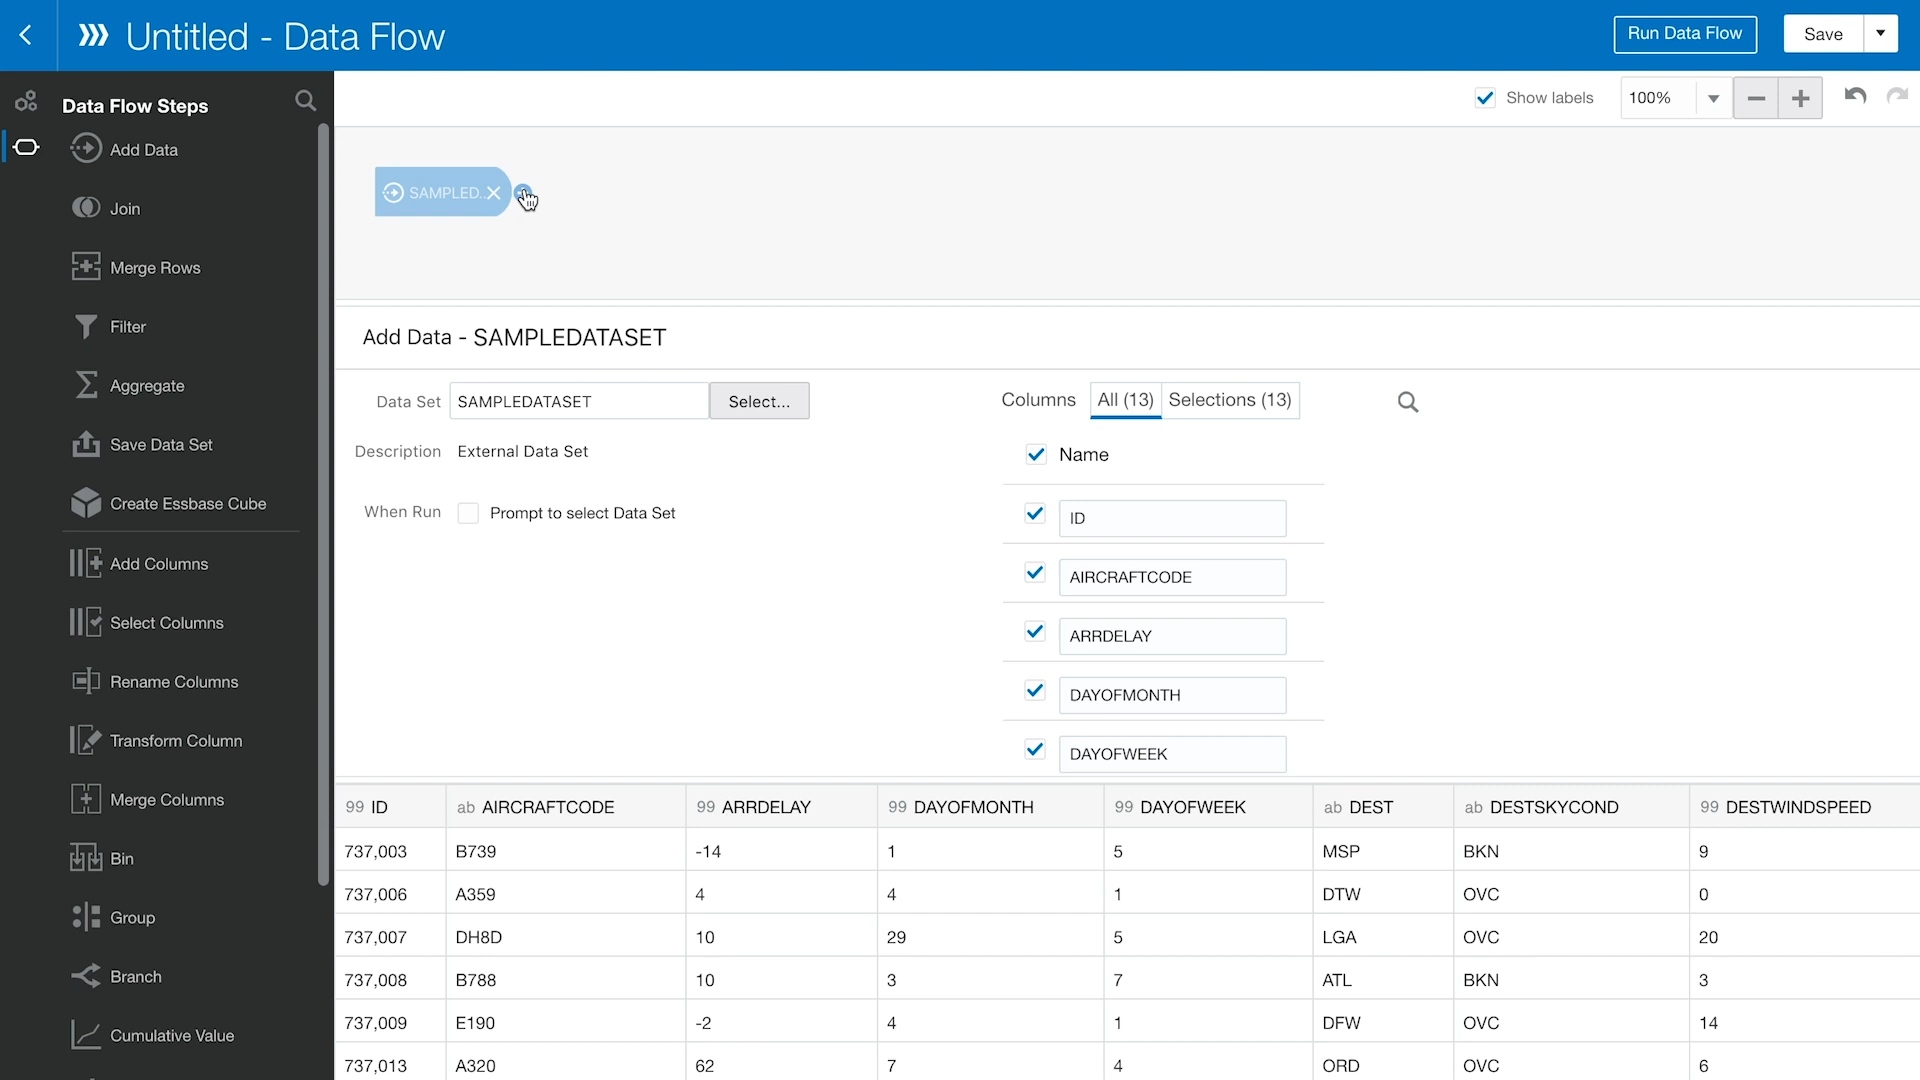 Untitled - Data Flow
Run Data Flow
Save
Data Flow Steps
Show labels
100%
Add Data
Join
Merge Rows
Filter
Aggregate
Save Data Set
Create Essbase Cube
Add Columns
Select Columns
Rename Columns
Transform Column
Merge Columns
Bin
Group
Branch
Cumulative Value
SAMPLED..
Add Data - SAMPLEDATASET
Data Set SAMPLEDATASET Select...
Description External Data Set
When Run Prompt to select Data Set
Columns All (13) Selections (13)
Name
ID
AIRCRAFTCODE
ARRDELAY
DAYOFMONTH
DAYOFWEEK
99 ID ab AIRCRAFTCODE 99 ARRDELAY 99 DAYOFMONTH 99 DAYOFWEEK ab DEST ab DESTSKYCOND 99 DESTWINDSPEED
737,003 B739 -14 1 5 MSP BKN 9
737,006 A359 4 4 1 DTW OVC 0
737,007 DH8D 10 29 5 LGA OVC 20
737,008 B788 10 3 7 ATL BKN 3
737,009 E190 -2 4 1 DFW OVC 14
737,013 A320 62 7 4 ORD OVC 6